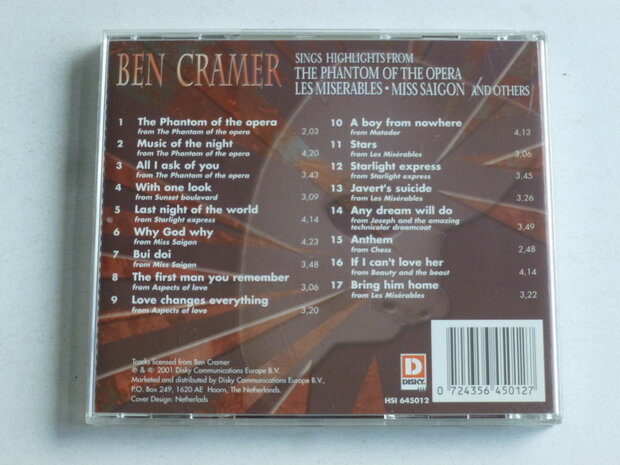 BEN CRAMER
SINGS HIGHLIGHTS FROM
THE PHANTOM OF THE OPERA
LES MISERABLES • MISS SAIGON AND OTHERS
1 The Phantom of the opera
from The Phantom of the opera 2,03
2 Music of the night
from The Phantom of the opera 4,20
3 All I ask of you
from The Phantom of the opera 3,43
4 With one look
from Sunset boulevard 3,09
5 Last night of the world
® from Starlight express 4,14
6 Why God why
from Miss Saigon 4,23
7 Bui doi
from Miss Saigon 3,48
8 The first man you remember
from Aspects of love 3,06
9 Love changes everything
from Aspects of love 3,20
10 A boy from nowhere
from Matador 4,13
11 Stars
from Les Misérables 3,06
12 Starlight express
from Starlight express 3,45
13 Javert's suicide
from Les Misérables 3,26
14 Any dream will do
from Joseph and the amazing
technicolor dreamcoat 3,49
15 Anthem
from Chess 2,48
16 If I can't love her
from Beauty and the beast 4,14
17 Bring him home
from Les Misérables 3,22
Tracks licensed from Ben Cramer
℗ & © 2001 Disky Communications Europe B.V.
Marketed and distributed by Disky Communications Europe B.V.,
P.O. Box 249, 1620 AE Hoorn, The Netherlands.
Cover Design: Netherlads
D
DISKY
HSI 645012
0 724356 450127